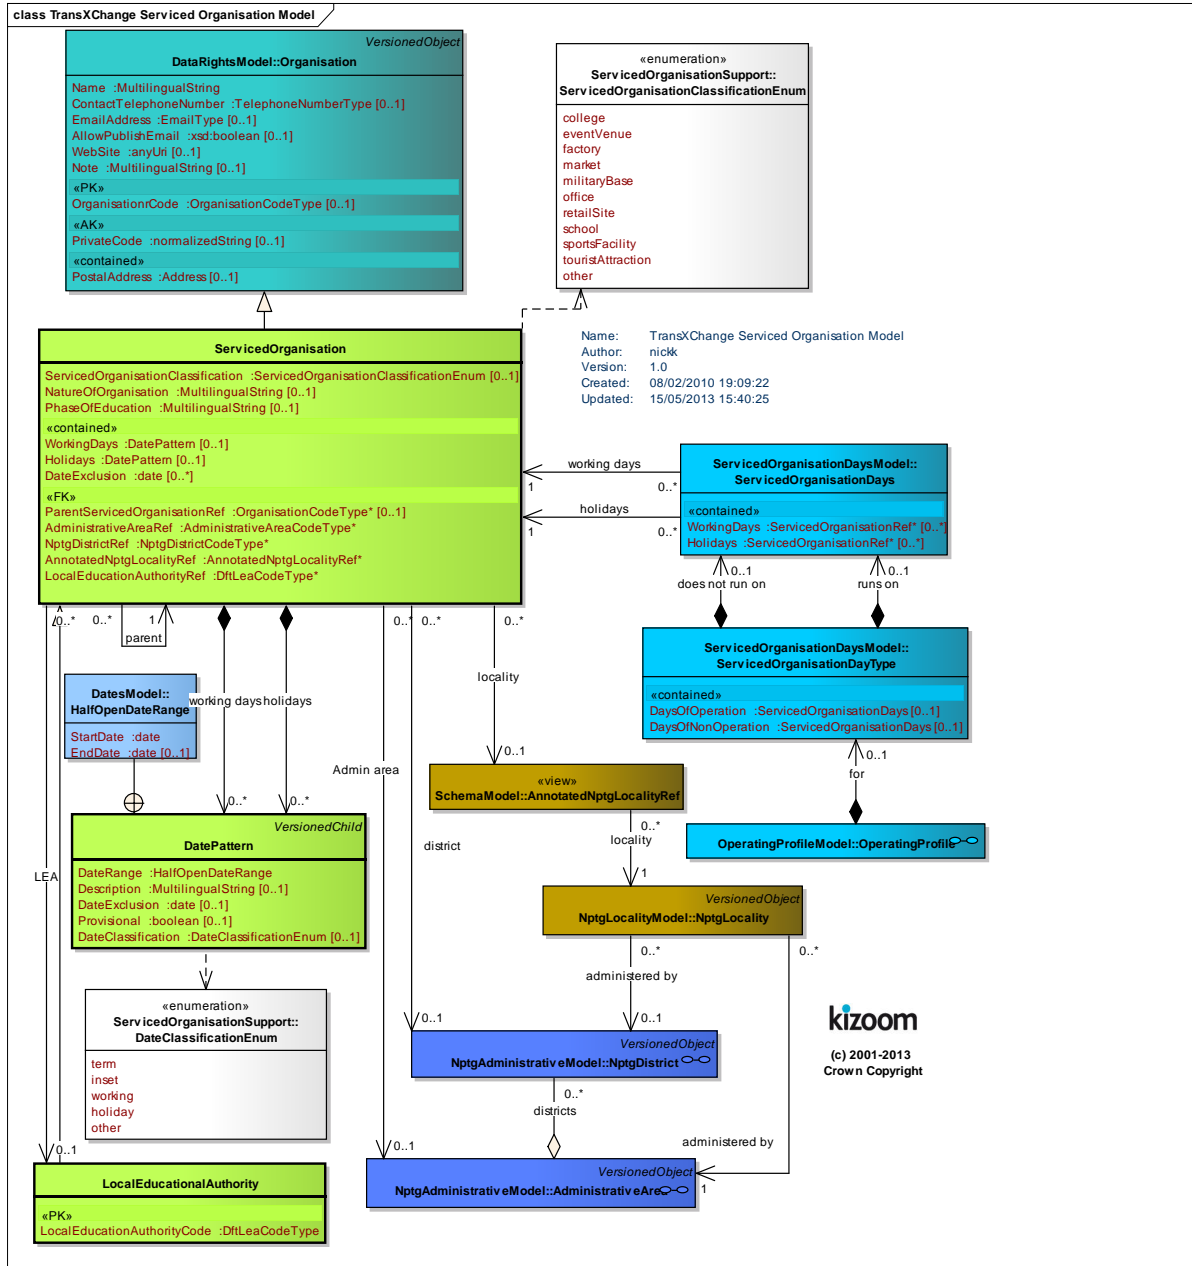 class TransXChange Serviced Organisation Model
VersionedObject
DataRightsModel::Organisation
Name :MultilingualString
ContactTelephoneNumber :TelephoneNumberType [0..1]
EmailAddress :EmailType [0..1]
AllowPublishEmail :xsd:boolean [0..1]
WebSite :anyUri [0..1]
Note :MultilingualString [0..1]
«PK»
OrganisationrCode :OrganisationCodeType [0..1]
«AK»
PrivateCode :normalizedString [0..1]
«contained»
PostalAddress :Address [0..1]
«enumeration»
ServicedOrganisationSupport::
ServicedOrganisationClassificationEnum
college
eventVenue
factory
market
militaryBase
office
retailSite
school
sportsFacility
touristAttraction
other
Name: TransXChange Serviced Organisation Model
Author: nickk
Version: 1.0
Created: 08/02/2010 19:09:22
Updated: 15/05/2013 15:40:25
ServicedOrganisation
ServicedOrganisationClassification :ServicedOrganisationClassificationEnum [0..1]
NatureOfOrganisation :MultilingualString [0..1]
PhaseOfEducation :MultilingualString [0..1]
«contained»
WorkingDays :DatePattern [0..1]
Holidays :DatePattern [0..1]
DateExclusion :date [0..*]
«FK»
ParentServicedOrganisationRef :OrganisationCodeType* [0..1]
AdministrativeAreaRef :AdministrativeAreaCodeType*
NptgDistrictRef :NptgDistrictCodeType*
AnnotatedNptgLocalityRef :AnnotatedNptgLocalityRef*
LocalEducationAuthorityRef :DftLeaCodeType*
working days
1
0..*
holidays
1
0..*
ServicedOrganisationDaysModel::
ServicedOrganisationDays
«contained»
WorkingDays :ServicedOrganisationRef* [0..*]
Holidays :ServicedOrganisationRef* [0..*]
0..1
0..1
does not run on
runs on
ServicedOrganisationDaysModel::
ServicedOrganisationDayType
«contained»
DaysOfOperation :ServicedOrganisationDays [0..1]
DaysOfNonOperation :ServicedOrganisationDays [0..1]
0..1
for
OperatingProfileModel::OperatingProfile
0..*
0..*
1
parent
0..*
0..*
0..*
locality
0..1
DatesModel::
HalfOpenDateRange
StartDate :date
EndDate :date [0..1]
working days
holidays
0..*
0..*
Admin area
district
LEA
«view»
SchemaModel::AnnotatedNptgLocalityRef
0..*
locality
1
VersionedChild
DatePattern
DateRange :HalfOpenDateRange
Description :MultilingualString [0..1]
DateExclusion :date [0..1]
Provisional :boolean [0..1]
DateClassification :DateClassificationEnum [0..1]
VersionedObject
NptgLocalityModel::NptgLocality
0..*
0..*
administered by
0..1
0..1
«enumeration»
ServicedOrganisationSupport::
DateClassificationEnum
term
inset
working
holiday
other
VersionedObject
NptgAdministrativeModel::NptgDistrict
0..*
districts
administered by
0..1
0..1
1
VersionedObject
NptgAdministrativeModel::AdministrativeArea
LocalEducationalAuthority
«PK»
LocalEducationAuthorityCode :DftLeaCodeType
kizoom
(c) 2001-2013
Crown Copyright